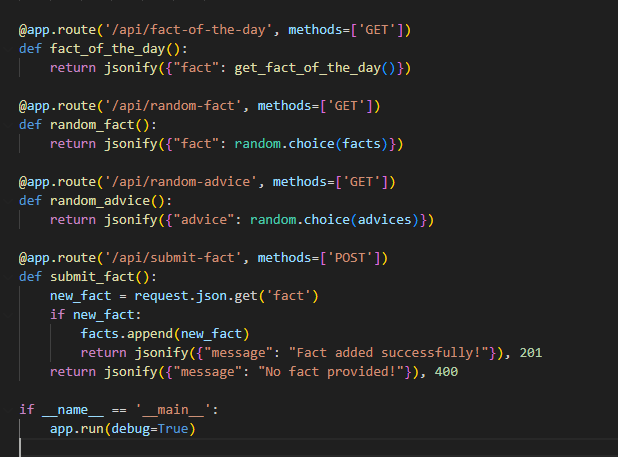 @app.route('/api/fact-of-the-day', methods=['GET'])
def fact_of_the_day():
    return jsonify({"fact": get_fact_of_the_day()})

@app.route('/api/random-fact', methods=['GET'])
def random_fact():
    return jsonify({"fact": random.choice(facts)})

@app.route('/api/random-advice', methods=['GET'])
def random_advice():
    return jsonify({"advice": random.choice(advices)})

@app.route('/api/submit-fact', methods=['POST'])
def submit_fact():
    new_fact = request.json.get('fact')
    if new_fact:
        facts.append(new_fact)
        return jsonify({"message": "Fact added successfully!"}), 201
    return jsonify({"message": "No fact provided!"}), 400

if __name__ == '__main__':
    app.run(debug=True)